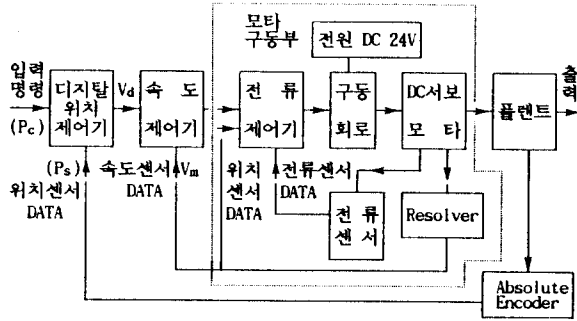 모타
구동부
전원 DC 24V
입력
명령
(Pc)
디지탈
위치
제어기
Vd
속 도
제어기
전 류
제어기
구동
회로
DC서보
모 타
플렌트
출력
(Ps)
위치센서
DATA
속도센서
DATA
Vm
위치
센서
DATA
전류센서
DATA
전 류
센 서
Resolver
Absolute
Encoder